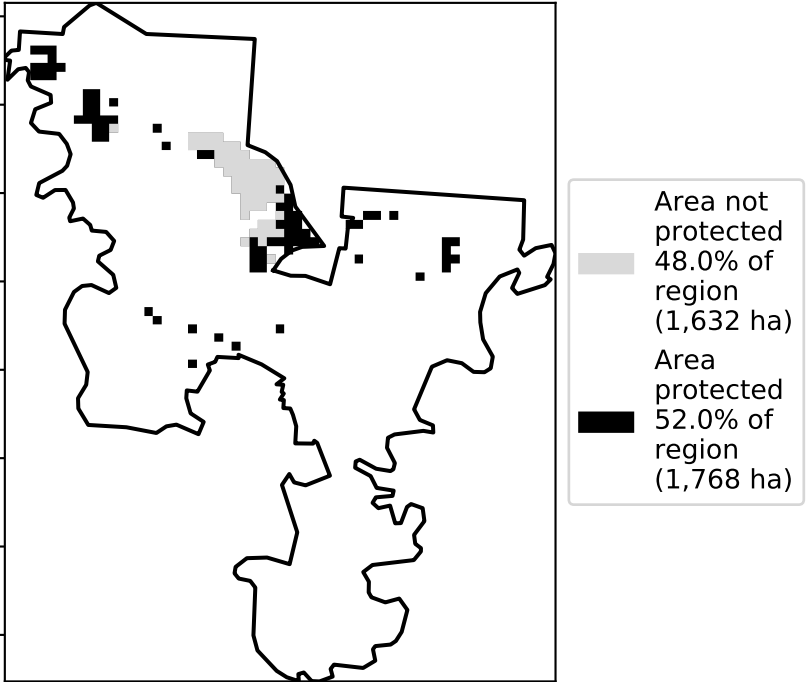 Area not
protected
48.0% of
region
(1,632 ha)
Area
protected
52.0% of
region
(1,768 ha)